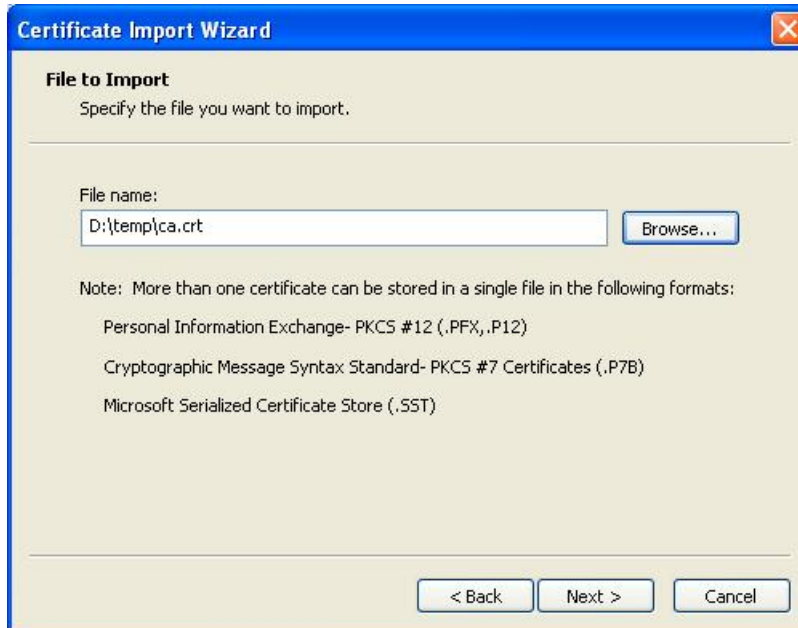 Certificate Import Wizard
File to Import
Specify the file you want to import.
File name:
D:\temp\ca.crt
Browse...
Note: More than one certificate can be stored in a single file in the following formats:
Personal Information Exchange- PKCS #12 (.PFX,.P12)
Cryptographic Message Syntax Standard- PKCS #7 Certificates (.P7B)
Microsoft Serialized Certificate Store (.SST)
< Back Next > Cancel